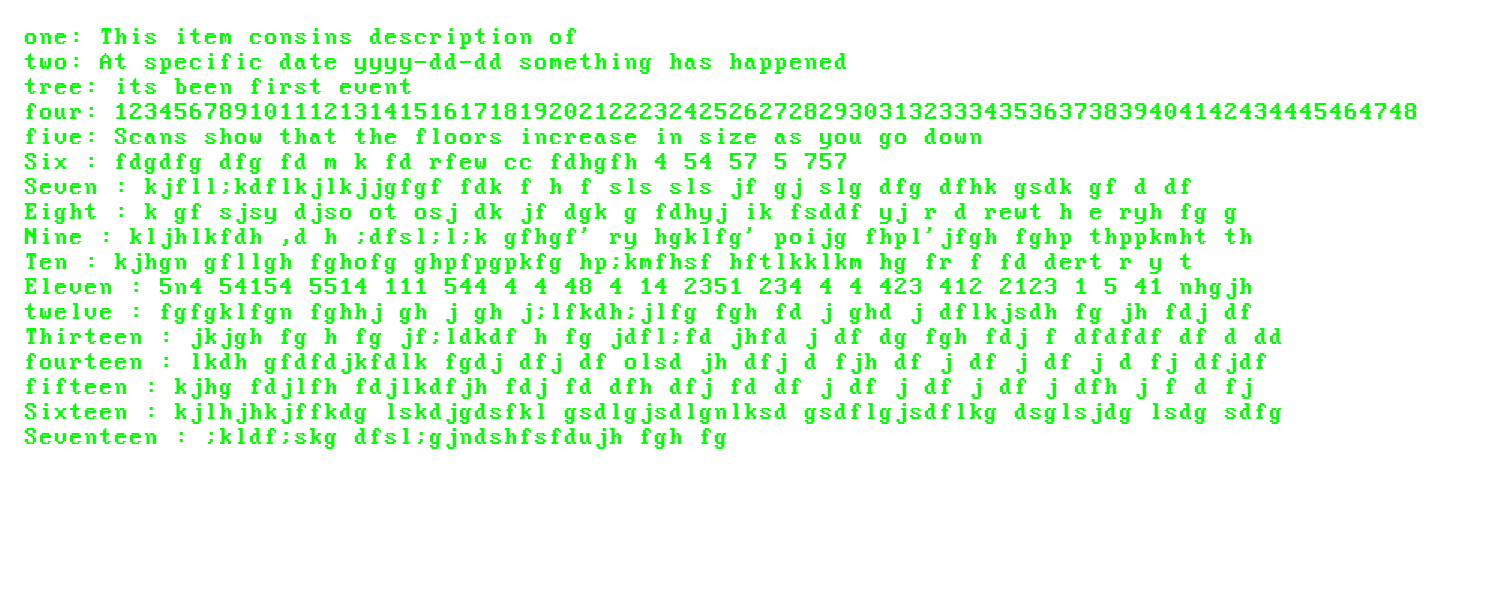 one: This item consins description of
two: At specific date yyyy-dd-dd something has happened
tree: its been first event
four: 123456789101112131415161718192021222324252627282930313233343536373839404142434445464748
five: Scans show that the floors increase in size as you go down
Six : fdgdfg dfg fd m k fd rfew cc fdhgfh 4 54 57 5 757
Seven : kjfll;kdflkjlkjjgfgf fdk f h f sls sls jf gj slg dfg dfhk gsdk gf d df
Eight : k gf sjsy djso ot osj dk jf dgk g fdhyj ik fsddf yj r d rewt h e ryh fg g
Nine : kljhlkfdh ,d h ;dfsl;l;k gfhgf' ry hgklfg' poijg fhpl'jfgh fghp thppkmht th
Ten : kjhgn gfllgh fghofg ghpfpgpkfg hp;kmfhsf hftlkklkm hg fr f fd dert r y t
Eleven : 5n4 54154 5514 111 544 4 4 48 4 14 2351 234 4 4 423 412 2123 1 5 41 nhgjh
twelve : fgfgklfgn fghhj gh j gh j;lfkdh;jlfg fgh fd j ghd j dflkjsdh fg jh fdj df
Thirteen : jkjgh fg h fg jf;ldkdf h fg jdfl;fd jhfd j df dg fgh fdj f dfdfdf df d dd
fourteen : lkdh gfdfdjkfdlk fgdj dfj df olsd jh dfj d fjh df j df j df j d fj dfjdf
fifteen : kjhg fdjlfh fdjlkdfjh fdj fd dfh dfj fd df j df j df j df j dfh j f d fj
Sixteen : kjlhjhkjffkdg lskdjgdsfkl gsdlgjsdlgnlksd gsdflgjsdflkg dsglsjdg lsdg sdfg
Seventeen : ;kldf;skg dfsl;gjndshfsfdujh fgh fg